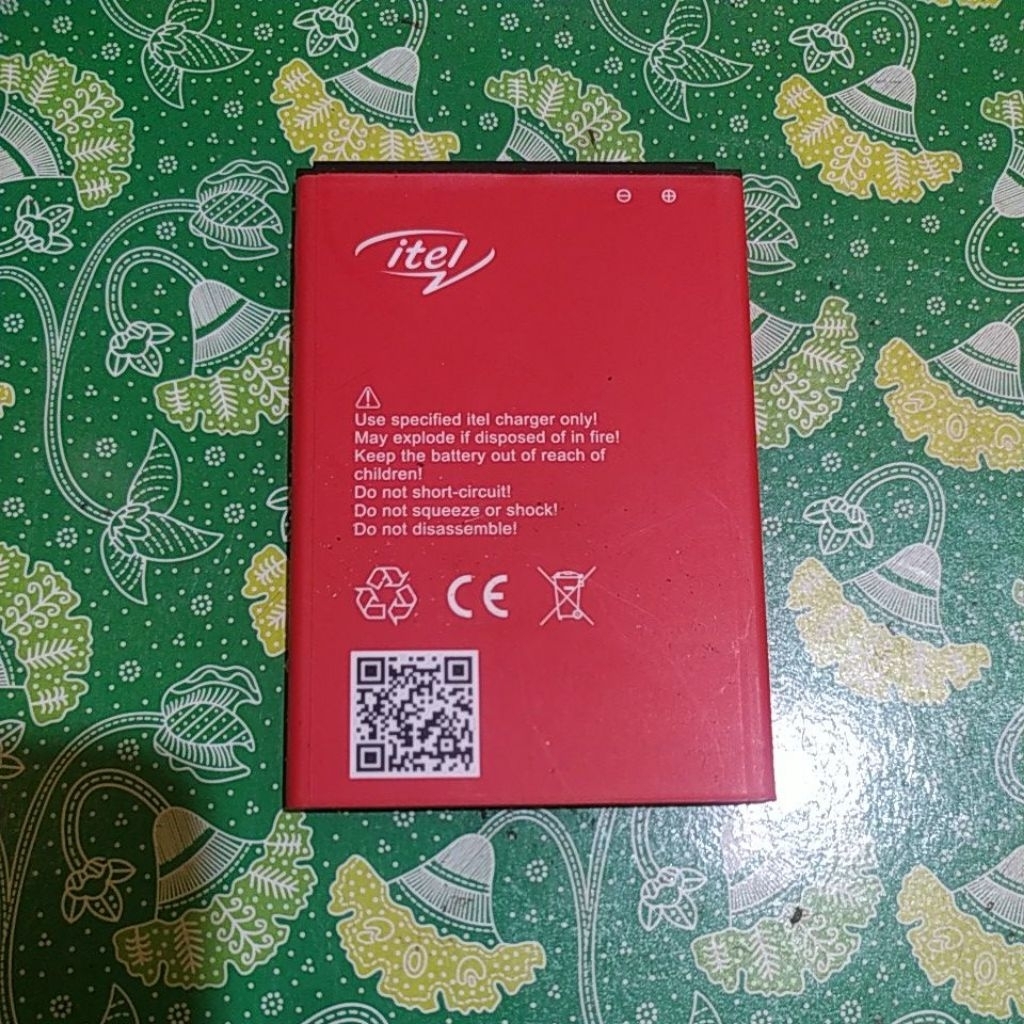 itel
Use specified itel charger only!
May explode if disposed of in fire!
Keep the battery out of reach of
children!
Do not short-circuit!
Do not squeeze or shock!
Do not disassemble!
CE